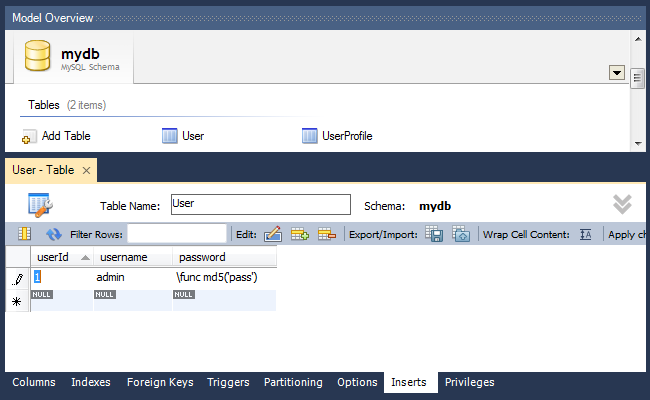 Model Overview
mydb
MySQL Schema
Tables (2 items)
Add Table User UserProfile
User - Table
Table Name: User Schema: mydb
Filter Rows: Edit: Export/Import: Wrap Cell Content: Apply ch
userId username password
1 admin \func md5('pass')
NULL NULL NULL
Columns Indexes Foreign Keys Triggers Partitioning Options Inserts Privileges